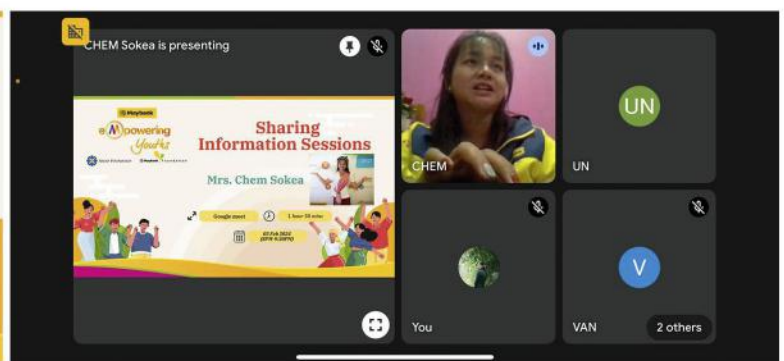 CHEM Sokea is presenting
Maybank
eMpowering
Youths
Sharing
Information Sessions
Mrs. Chem Sokea
Google meet
1 hour 30 mins
CHEM
UN
UN
You
V
VAN
2 others